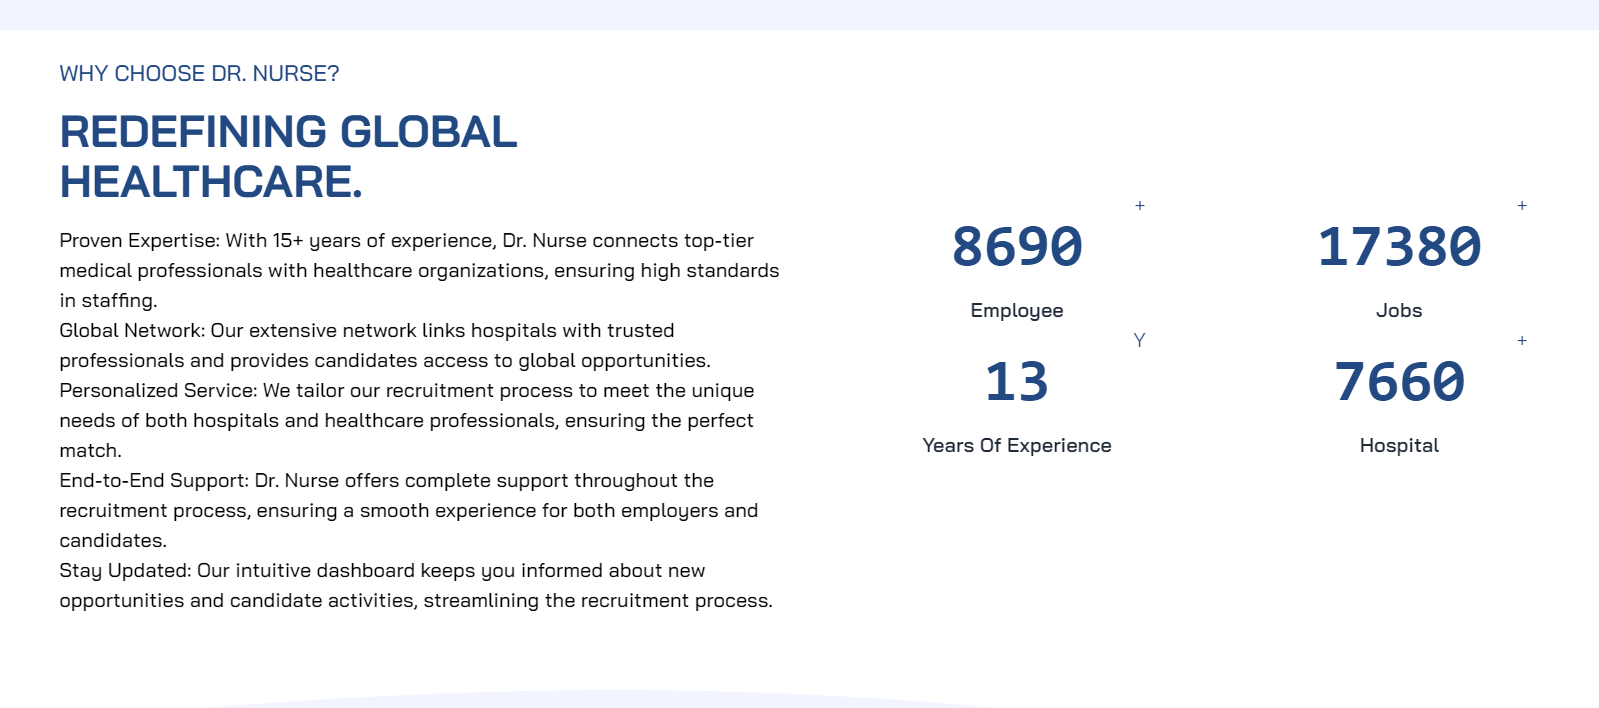 WHY CHOOSE DR. NURSE?
REDEFINING GLOBAL
HEALTHCARE.
Proven Expertise: With 15+ years of experience, Dr. Nurse connects top-tier
medical professionals with healthcare organizations, ensuring high standards
in staffing.
Global Network: Our extensive network links hospitals with trusted
professionals and provides candidates access to global opportunities.
Personalized Service: We tailor our recruitment process to meet the unique
needs of both hospitals and healthcare professionals, ensuring the perfect
match.
End-to-End Support: Dr. Nurse offers complete support throughout the
recruitment process, ensuring a smooth experience for both employers and
candidates.
Stay Updated: Our intuitive dashboard keeps you informed about new
opportunities and candidate activities, streamlining the recruitment process.
+
8690
Employee
+
17380
Jobs
Y
13
Years Of Experience
+
7660
Hospital